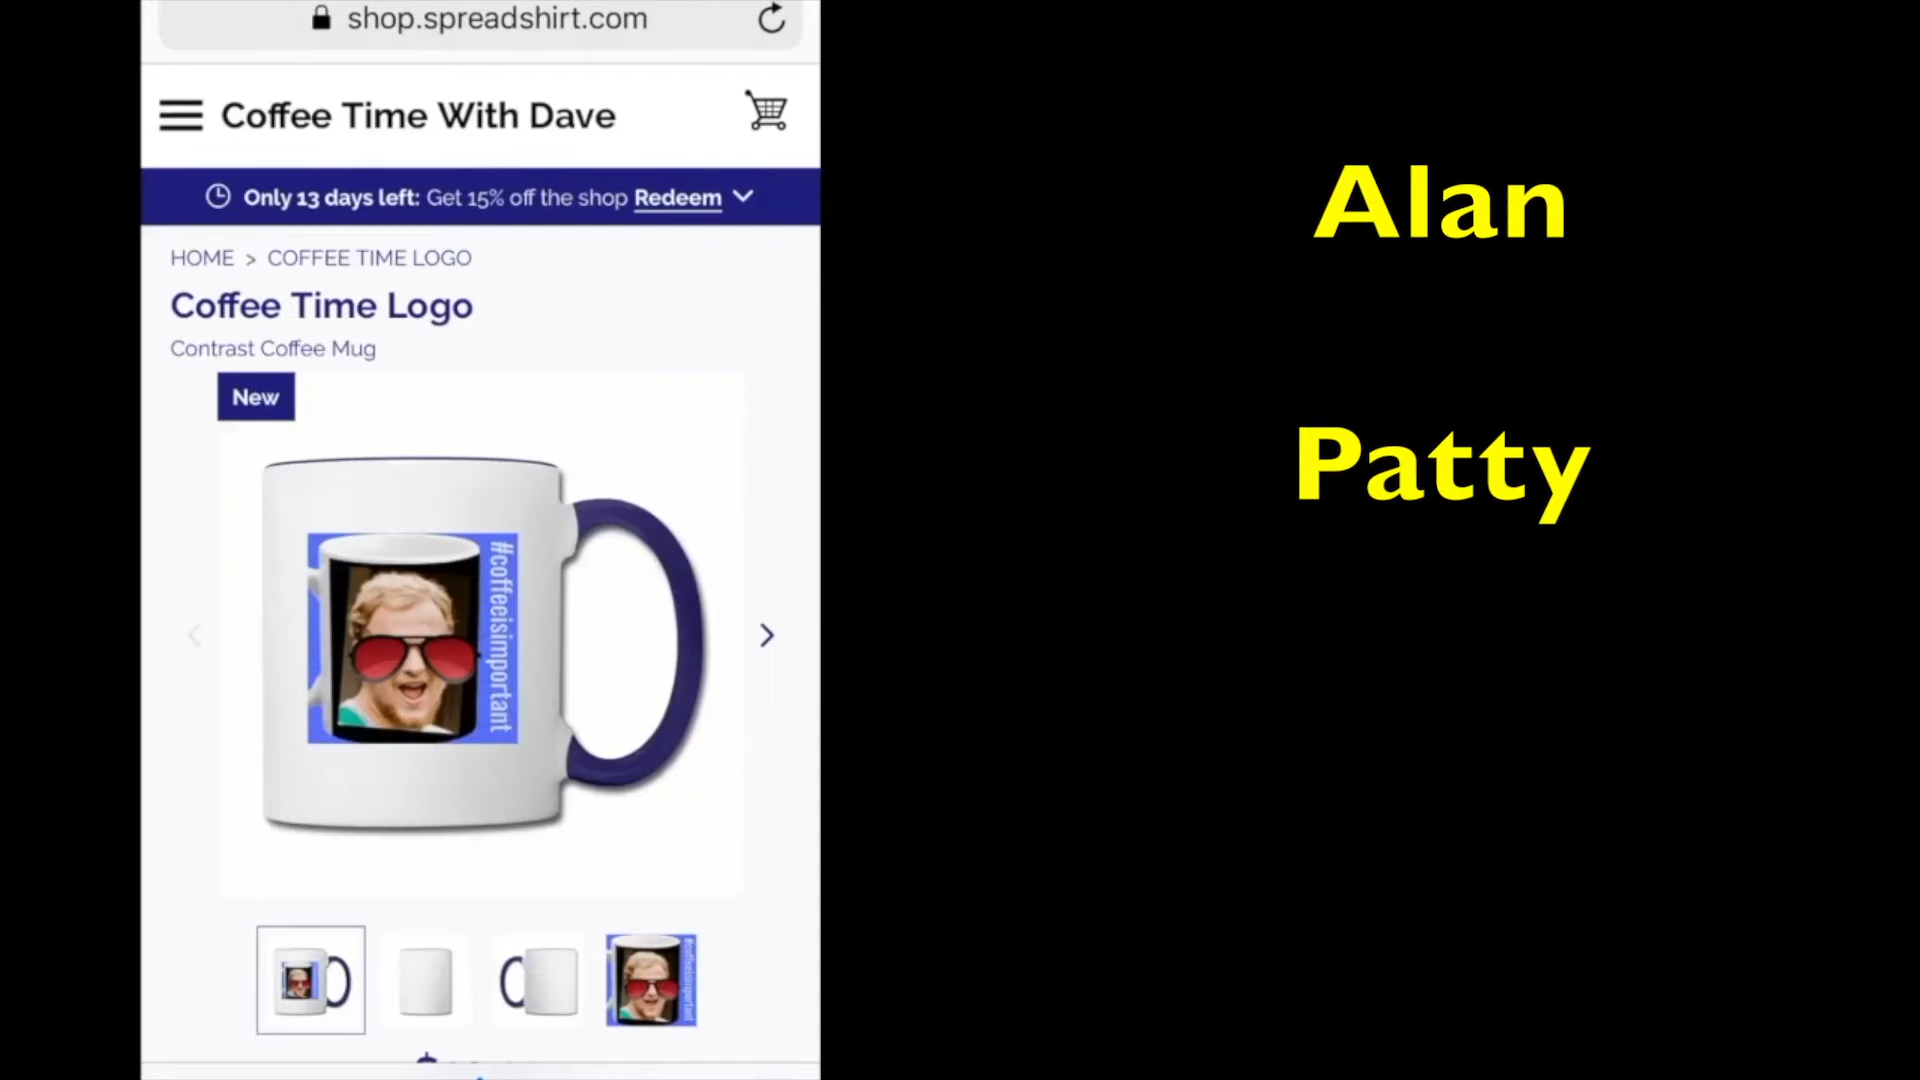 shop.spreadshirt.com
Coffee Time With Dave
Only 13 days left: Get 15% off the shop Redeem
HOME > COFFEE TIME LOGO
Coffee Time Logo
Contrast Coffee Mug
New
#coffeeisimportant
#coffeeisimportant
Alan
Patty